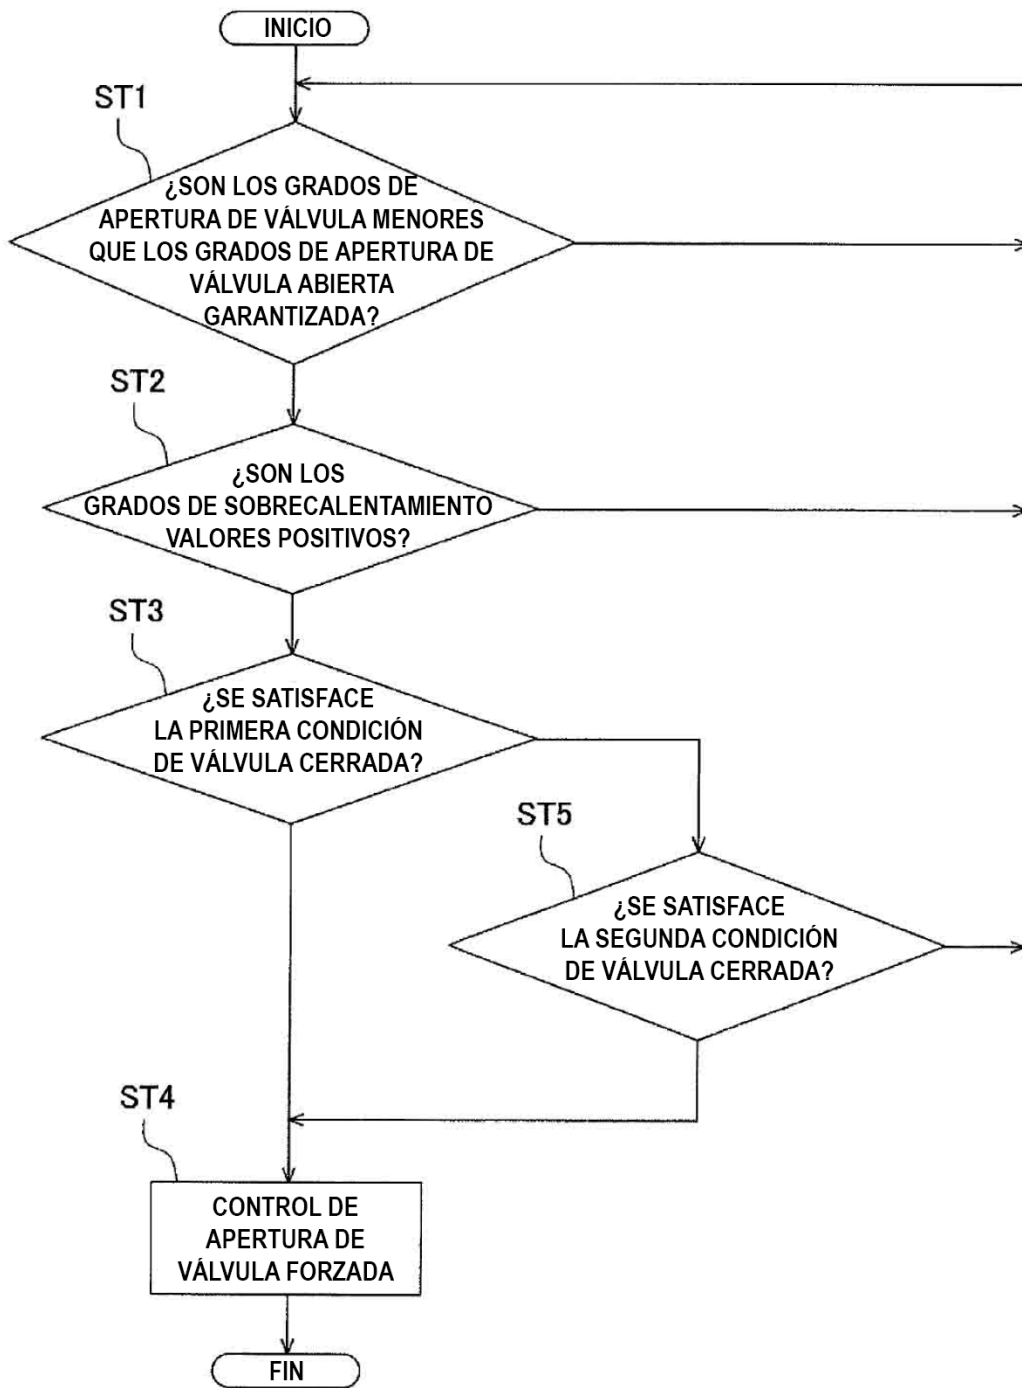 INICIO
ST1
¿SON LOS GRADOS DE
APERTURA DE VÁLVULA MENORES
QUE LOS GRADOS DE APERTURA DE
VÁLVULA ABIERTA
GARANTIZADA?
ST2
¿SON LOS
GRADOS DE SOBRECALENTAMIENTO
VALORES POSITIVOS?
ST3
¿SE SATISFACE
LA PRIMERA CONDICIÓN
DE VÁLVULA CERRADA?
ST5
¿SE SATISFACE
LA SEGUNDA CONDICIÓN
DE VÁLVULA CERRADA?
ST4
CONTROL DE
APERTURA DE
VÁLVULA FORZADA
FIN